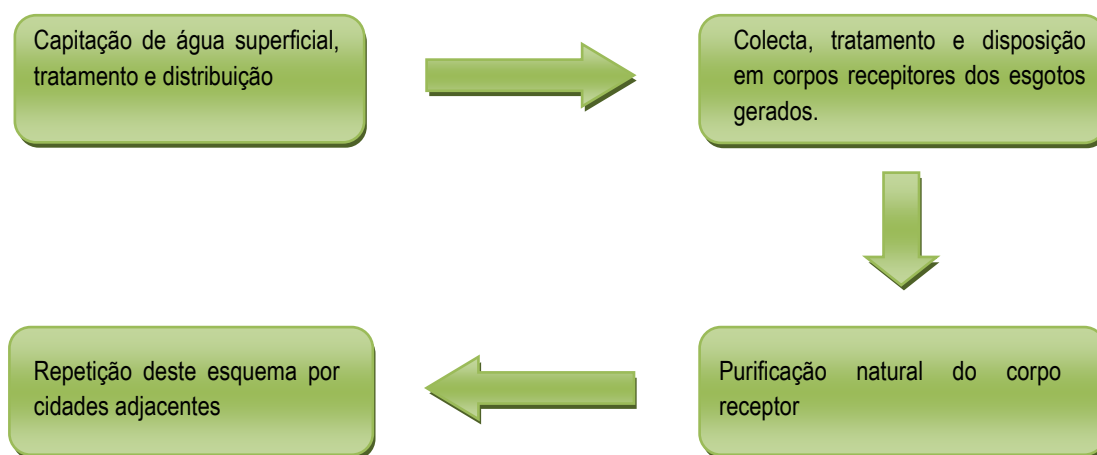 Capitação de água superficial,
tratamento e distribuição
Colecta, tratamento e disposição
em corpos recepitores dos esgotos
gerados.
Purificação natural do corpo
receptor
Repetição deste esquema por
cidades adjacentes